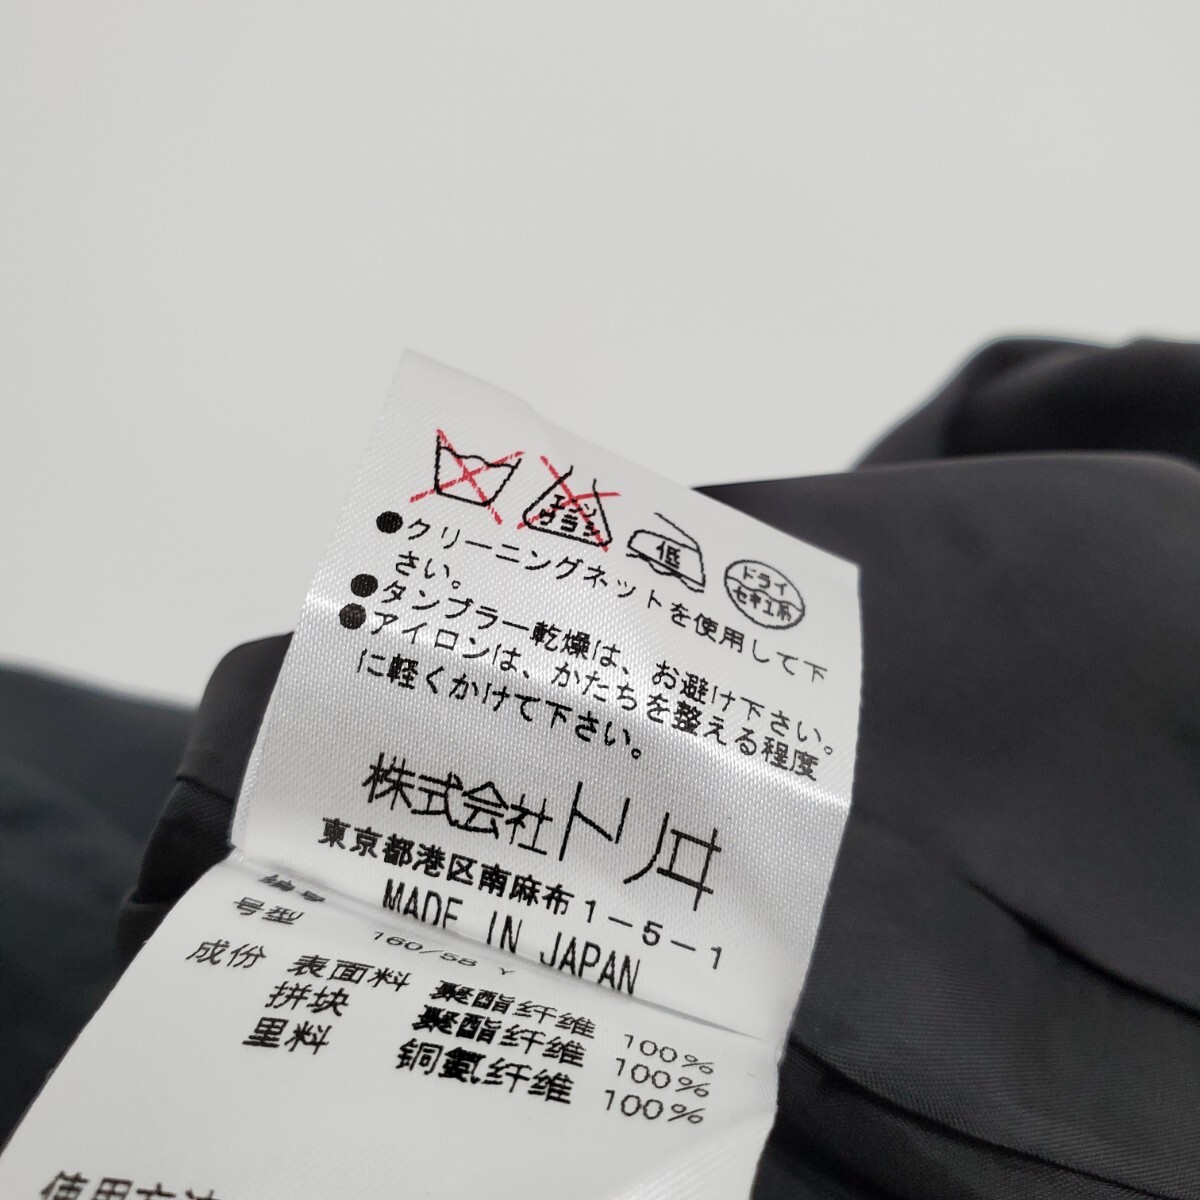 エンソ
サラシ
低
ドライ
セキユ系
●クリーニングネットを使用して下
さい。
●タンブラー乾燥は、お避け下さい。
●アイロンは、かたちを整える程度
に軽くかけて下さい。
株式会社トリヰ
東京都港区南麻布1-5-1
MADE IN JAPAN
编号
号型 160/58 Y
成份 表面料 聚酯纤维 100%
拼块 聚酯纤维 100%
里料 铜氨纤维 100%
使用方法